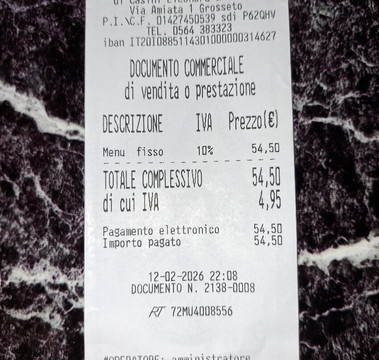 Via Amiata 1 Grosseto
P.I.\C.F. 01427450539 sdi P62QHV
TEL. 0564 383323
iban IT20I0885114301000000314627
DOCUMENTO COMMERCIALE
di vendita o prestazione
DESCRIZIONE IVA Prezzo(€)
Menu fisso 10% 54,50
TOTALE COMPLESSIVO 54,50
di cui IVA 4,95
Pagamento elettronico 54,50
Importo pagato 54,50
12-02-2026 22:08
DOCUMENTO N. 2138-0008
RT 72MU4008556
#OPERATORE: amministratore